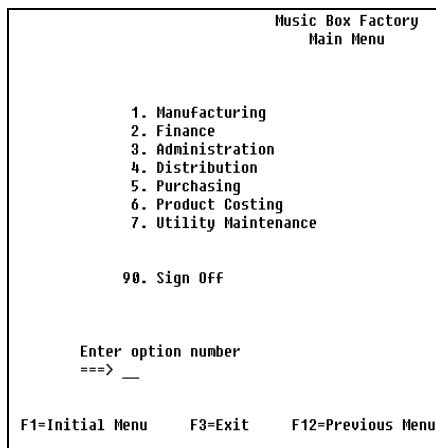 Music Box Factory
Main Menu
1. Manufacturing
2. Finance
3. Administration
4. Distribution
5. Purchasing
6. Product Costing
7. Utility Maintenance
90. Sign Off
Enter option number
===> __
F1=Initial Menu F3=Exit F12=Previous Menu